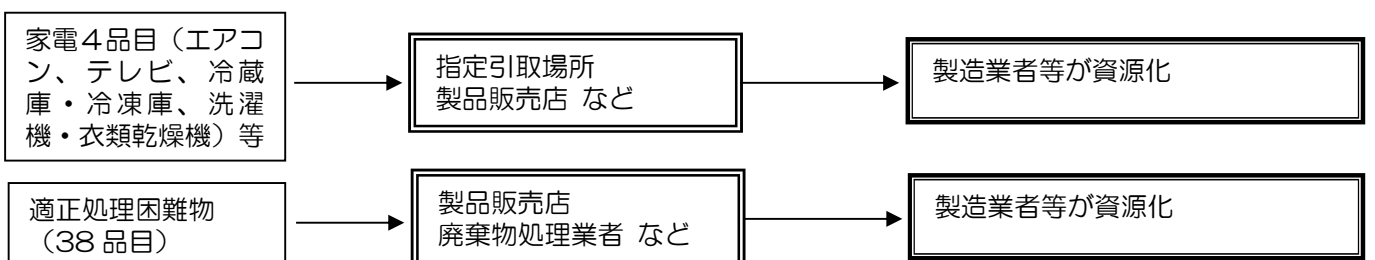 家電４品目（エアコ
ン、テレビ、冷蔵
庫・冷凍庫、洗濯
機・衣類乾燥機）等
指定引取場所
製品販売店 など
製造業者等が資源化
適正処理困難物
（38 品目）
製品販売店
廃棄物処理業者 など
製造業者等が資源化